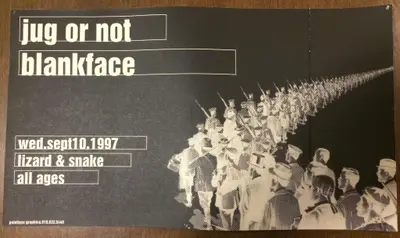 jug or not
blankface
wed.sept10.1997
lizard & snake
all ages